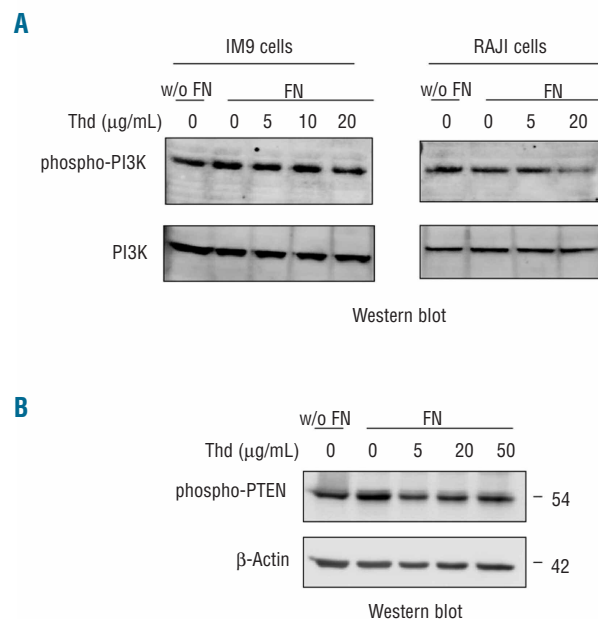 A
IM9 cells RAJI cells
w/o FN FN w/o FN FN
Thd (μg/mL) 0 0 5 10 20 0 0 5 20
phospho-PI3K
PI3K
Western blot
B
w/o FN FN
Thd (μg/mL) 0 0 5 20 50
phospho-PTEN – 54
β-Actin – 42
Western blot